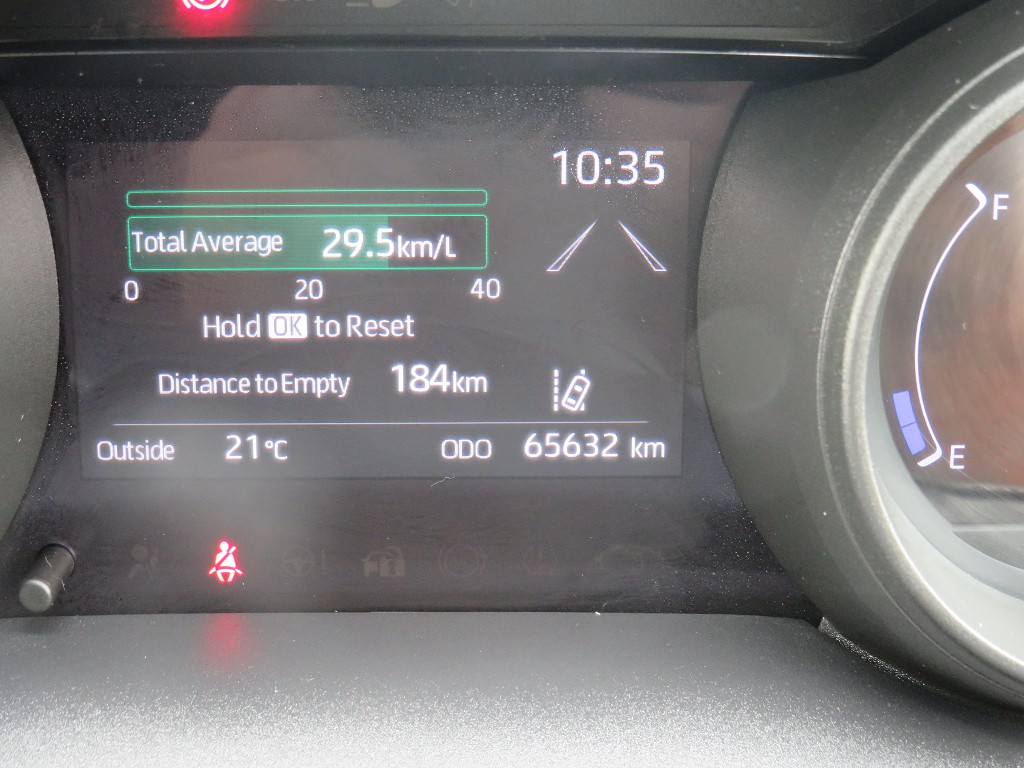 10:35
Total Average 29.5km/L
0 20 40
Hold OK to Reset
Distance to Empty 184km
Outside 21°C ODO 65632 km
F
E